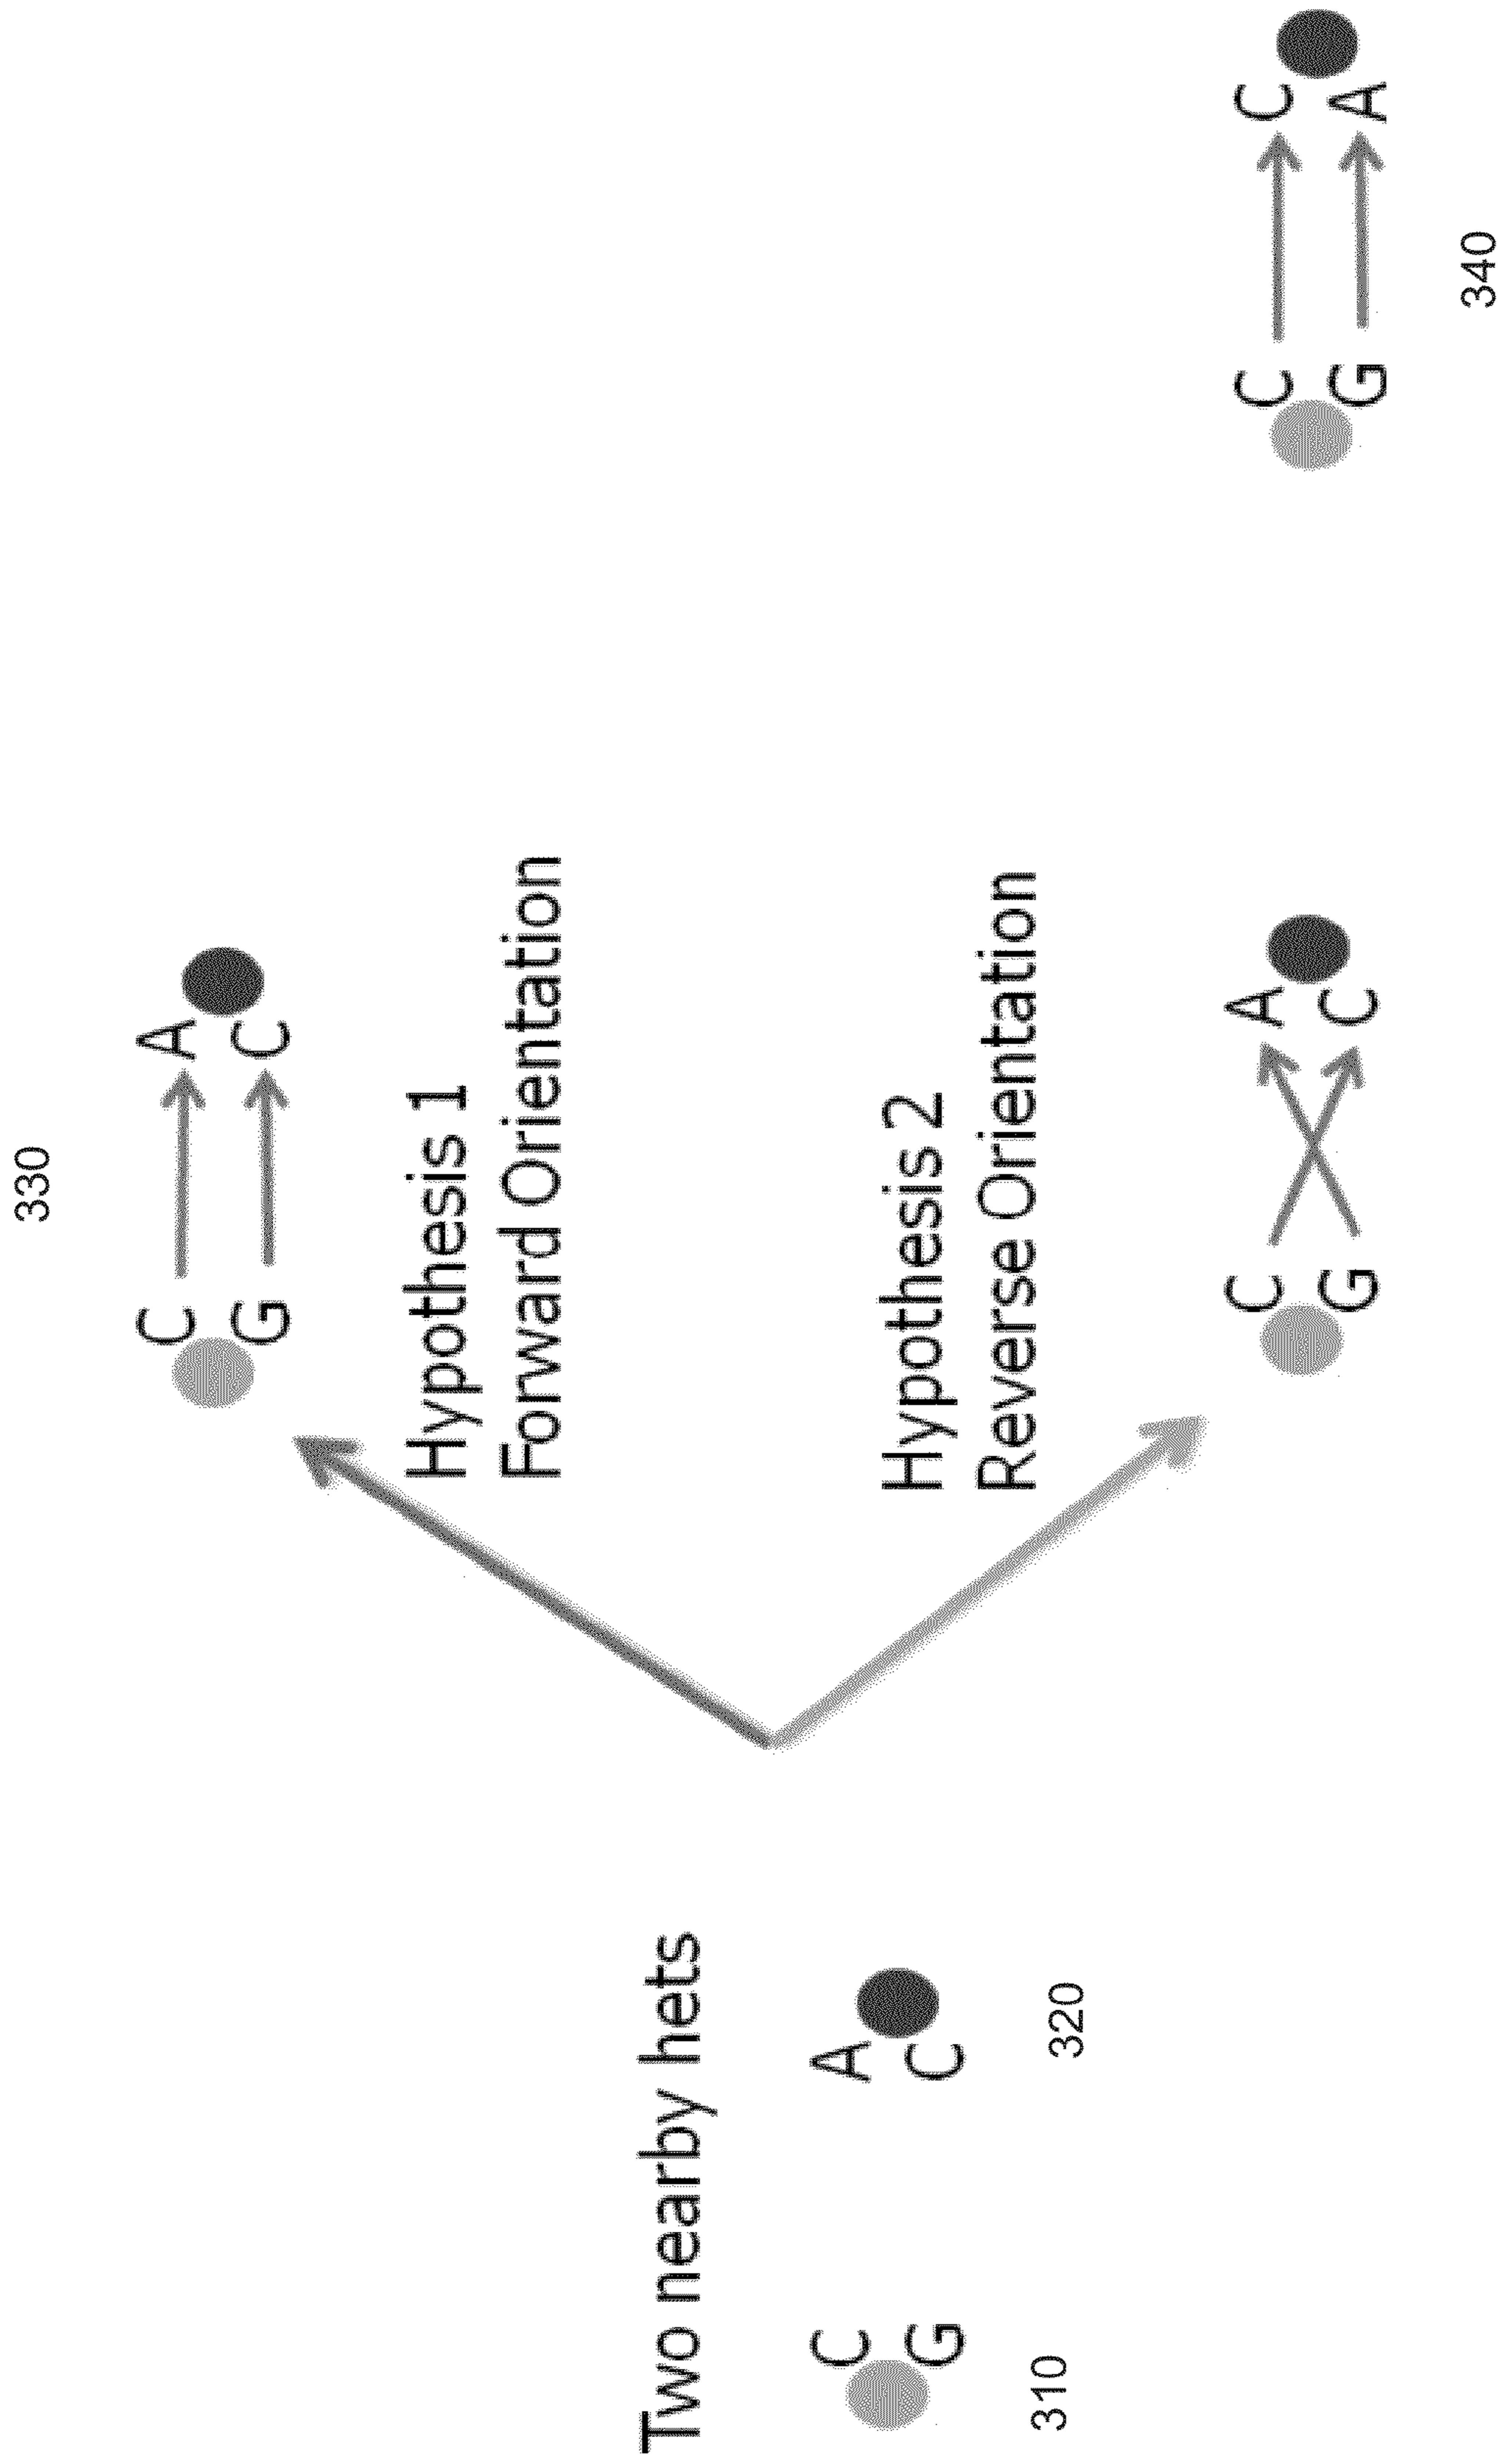 Two nearby hets
C A
G C
310 320
330
C A
G C
Hypothesis 1
Forward Orientation
Hypothesis 2
Reverse Orientation
C A
G C
C C
G A
340